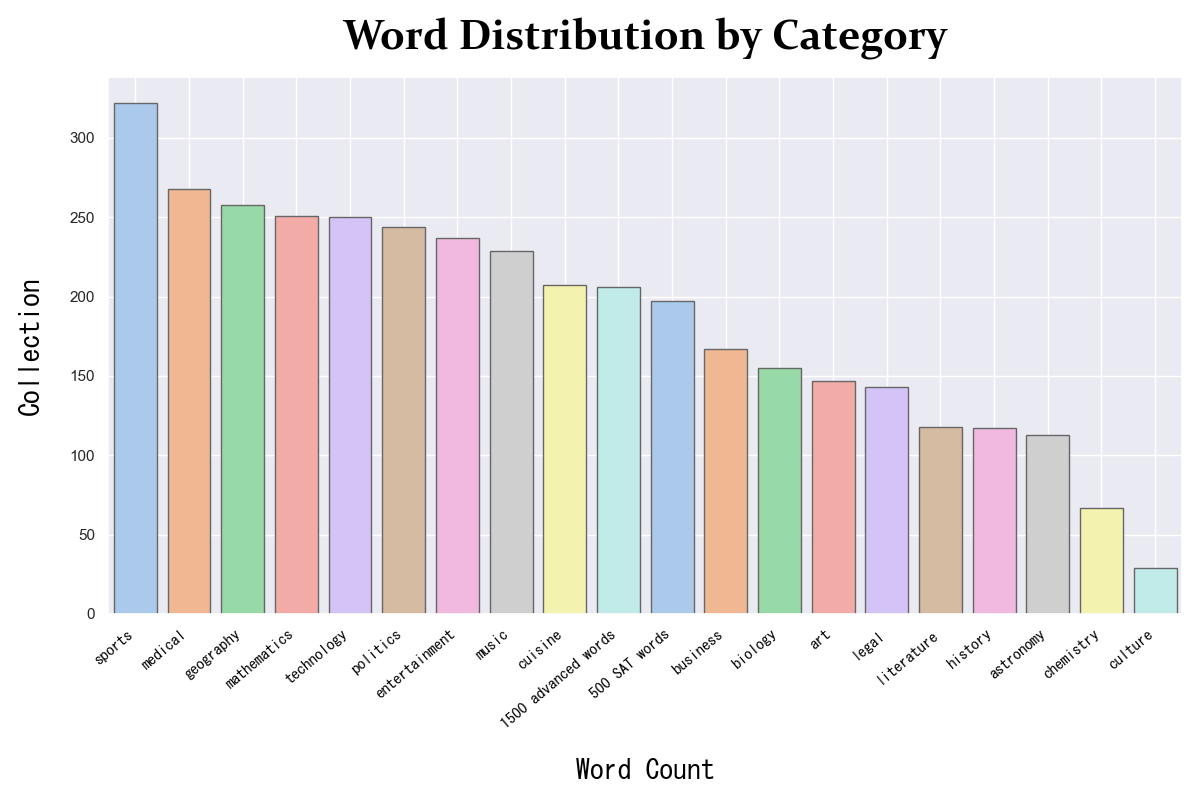 Word Distribution by Category
Collection
300
250
200
150
100
50
0
sports
medical
geography
mathematics
technology
politics
entertainment
music
cuisine
1500 advanced words
500 SAT words
business
biology
art
legal
literature
history
astronomy
chemistry
culture
Word Count